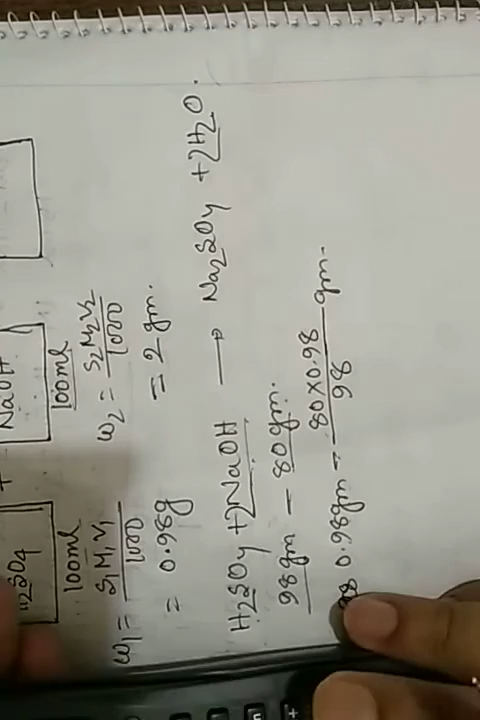 H2SO4 + NaOH
100ml 100ml
w1 = S1M1V1/1000 w2 = S2M2V2/1000
= 0.98g = 2 gm.
H2SO4 + 2NaOH → Na2SO4 + 2H2O.
98gm - 80gm.
0.98gm - 80×0.98/98 gm.